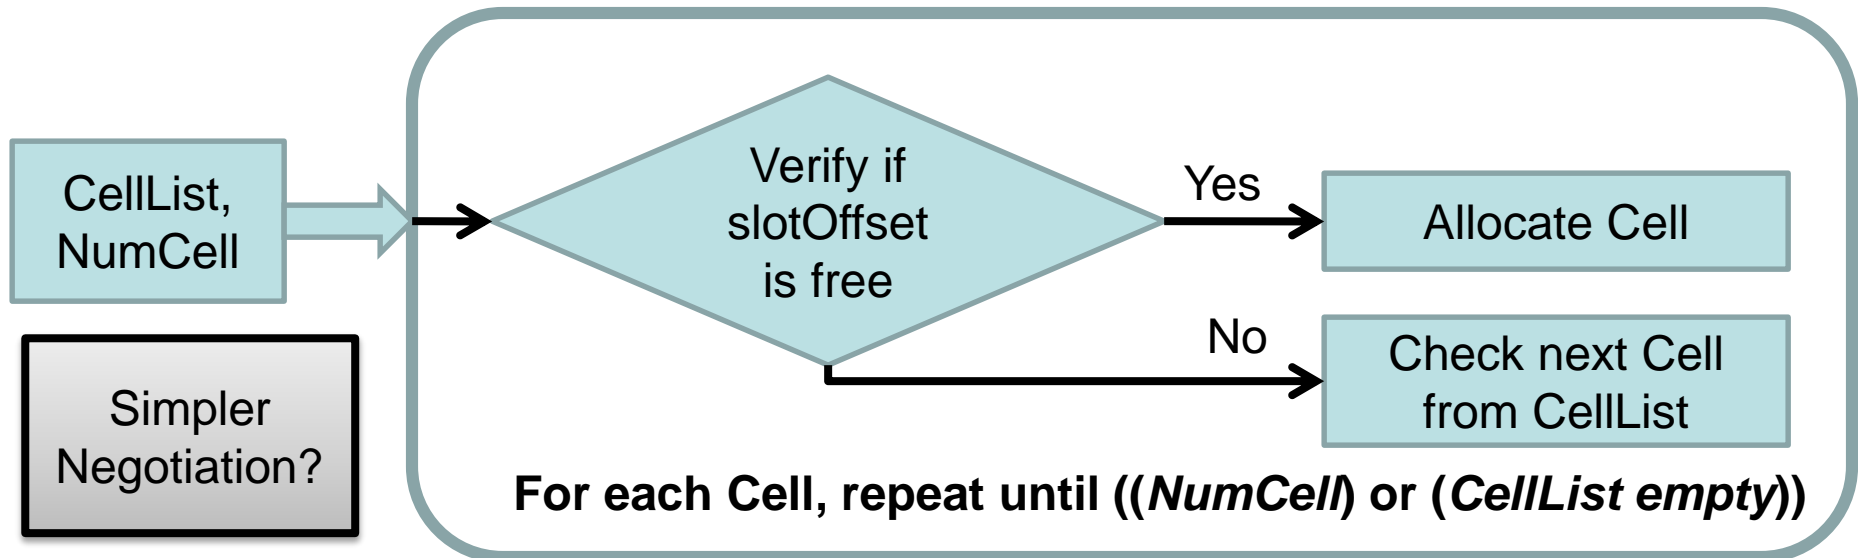 CellList,
NumCell
Verify if
slotOffset
is free
Yes
Allocate Cell
No
Check next Cell
from CellList
Simpler
Negotiation?
For each Cell, repeat until ((NumCell) or (CellList empty))